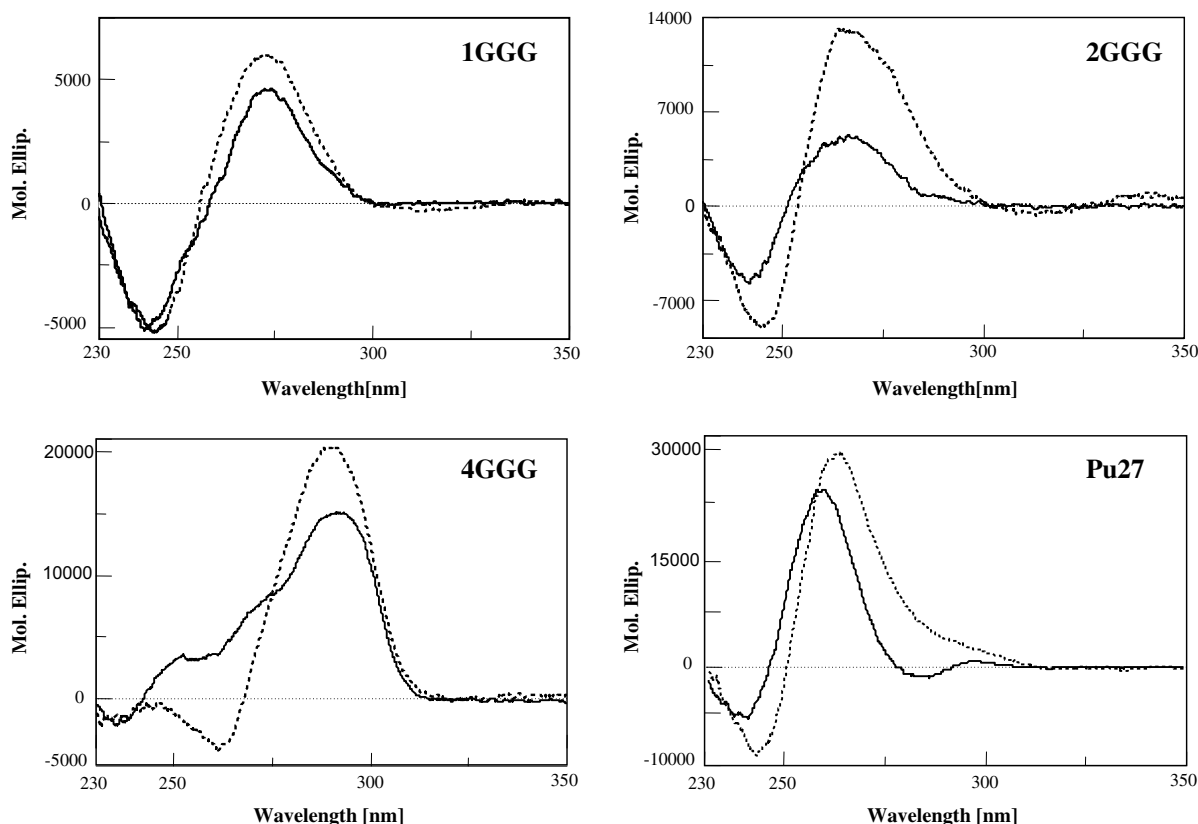 1GGG
Mol. Ellip.
5000
0
-5000
230
250
300
350
Wavelength[nm]
2GGG
Mol. Ellip.
14000
7000
0
-7000
230
250
300
350
Wavelength[nm]
4GGG
Mol. Ellip.
20000
10000
0
-5000
230
250
300
350
Wavelength [nm]
Pu27
Mol. Ellip.
30000
15000
0
-10000
230
250
300
350
Wavelength [nm]